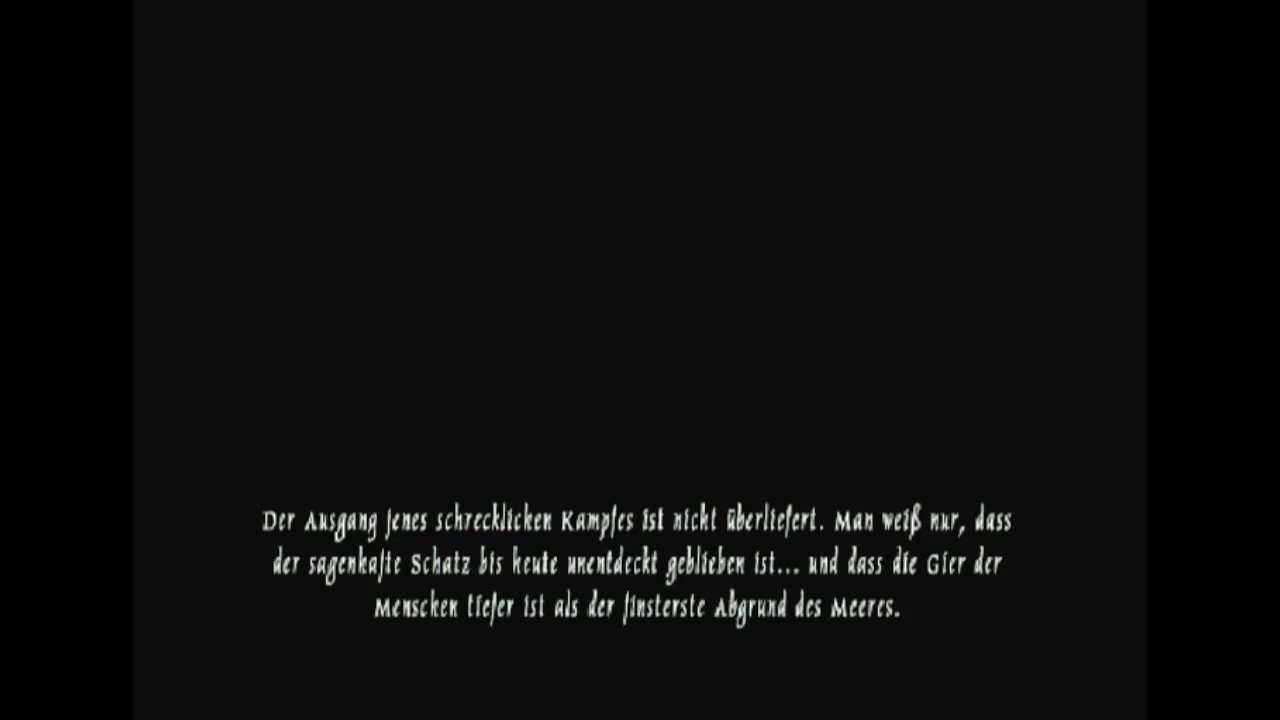 Der Ausgang jenes schrecklichen Kampfes ist nicht überliefert. Man weiß nur, dass
der sagenhafte Schatz bis heute unentdeckt geblieben ist... und dass die Gier der
Menschen tiefer ist als der finsterste Abgrund des Meeres.